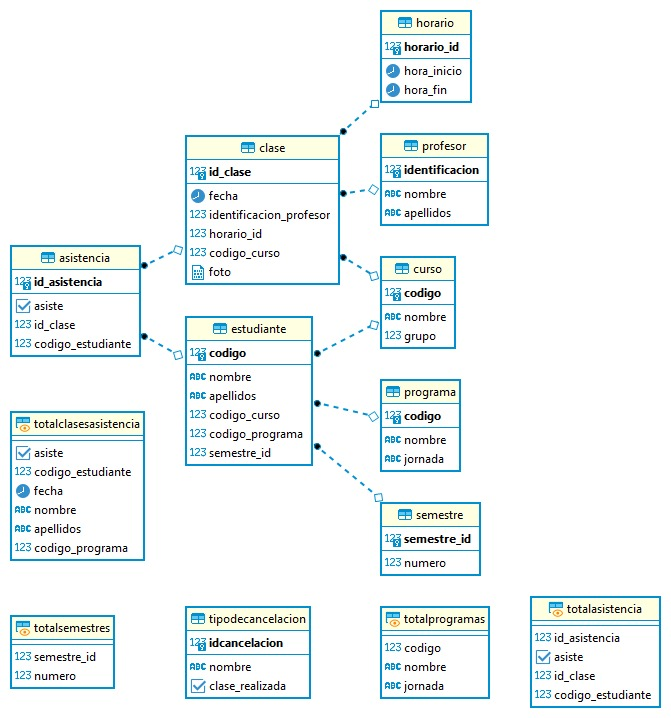 horario
123 horario_id
hora_inicio
hora_fin
clase
123 id_clase
fecha
123 identificacion_profesor
123 horario_id
123 codigo_curso
foto
profesor
123 identificacion
ABC nombre
ABC apellidos
asistencia
123 id_asistencia
asiste
123 id_clase
123 codigo_estudiante
curso
123 codigo
ABC nombre
123 grupo
estudiante
123 codigo
ABC nombre
ABC apellidos
123 codigo_curso
123 codigo_programa
123 semestre_id
programa
123 codigo
ABC nombre
ABC jornada
totalclasesasistencia
asiste
123 codigo_estudiante
fecha
ABC nombre
ABC apellidos
123 codigo_programa
semestre
123 semestre_id
123 numero
totalsemestres
123 semestre_id
123 numero
tipodecancelacion
123 idcancelacion
ABC nombre
clase_realizada
totalprogramas
123 codigo
ABC nombre
ABC jornada
totalasistencia
123 id_asistencia
asiste
123 id_clase
123 codigo_estudiante